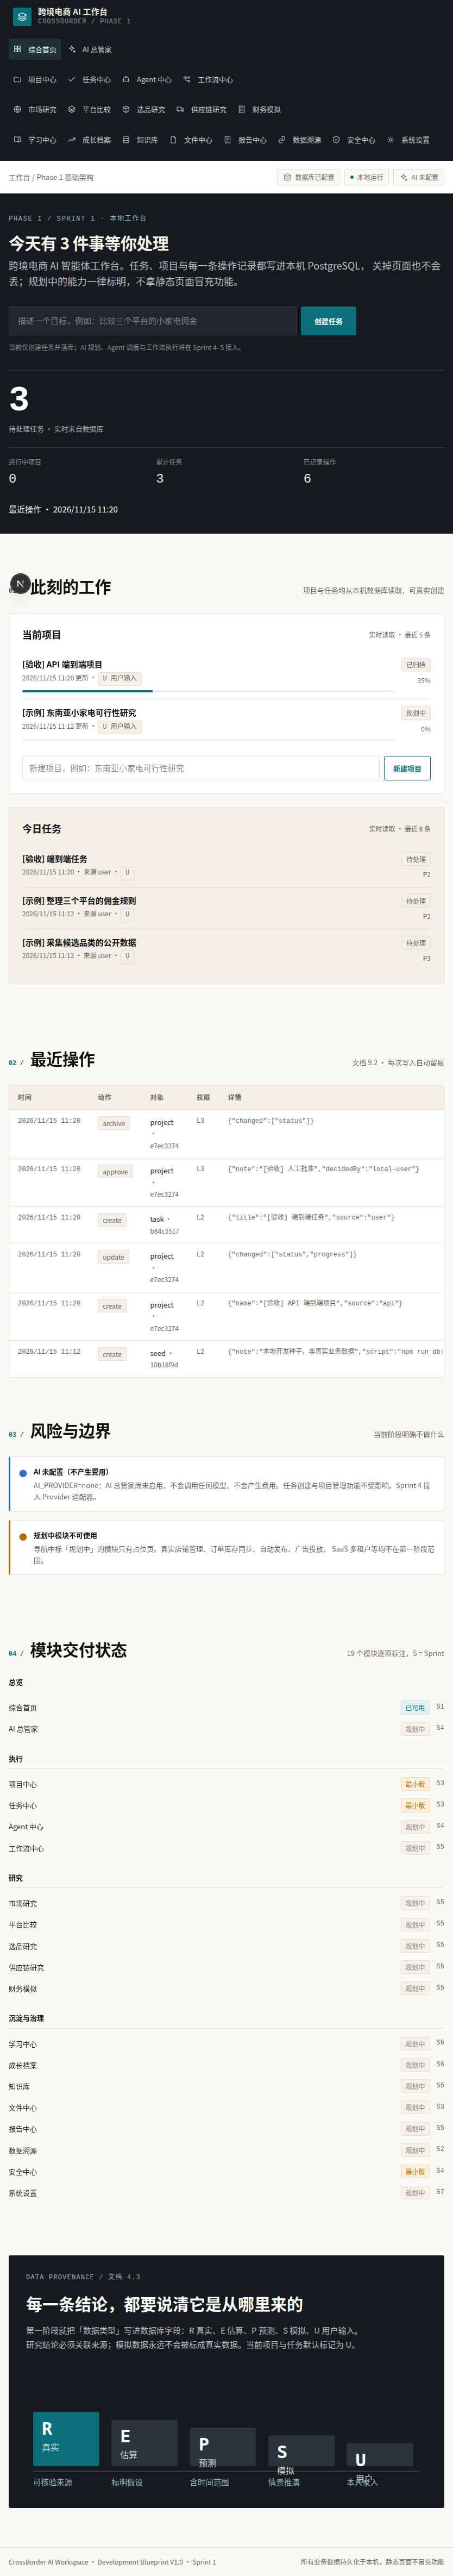 跨境电商 AI 工作台
CROSSBORDER / PHASE 1
综合首页 AI 总管家
项目中心 任务中心 Agent 中心 工作流中心
市场研究 平台比较 选品研究 供应链研究 财务模拟
学习中心 成长档案 知识库 文件中心 报告中心 数据溯源 安全中心 系统设置
工作台 / Phase 1 基础架构 数据库已配置 本地运行 AI 未配置
PHASE 1 / SPRINT 1 · 本地工作台
今天有 3 件事等你处理
跨境电商 AI 智能体工作台。任务、项目与每一条操作记录都写进本机 PostgreSQL， 关掉页面也不会
丢；规划中的能力一律标明，不拿静态页面冒充功能。
描述一个目标，例如：比较三个平台的小家电佣金 创建任务
当前仅创建任务并落库；AI 规划、Agent 调度与工作流执行将在 Sprint 4–5 接入。
3
待处理任务 · 实时来自数据库
进行中项目 累计任务 已记录操作
0 3 6
最近操作 · 2026/11/15 11:20
N 此刻的工作 项目与任务均从本机数据库读取，可真实创建
当前项目 实时读取 · 最近 5 条
[验收] API 端到端项目 已归档
2026/11/15 11:20 更新 · U 用户输入 35%
[示例] 东南亚小家电可行性研究 规划中
2026/11/15 11:12 更新 · U 用户输入 0%
新建项目，例如：东南亚小家电可行性研究 新建项目
今日任务 实时读取 · 最近 8 条
[验收] 端到端任务 待处理
2026/11/15 11:20 · 来源 user · U P2
[示例] 整理三个平台的佣金规则 待处理
2026/11/15 11:12 · 来源 user · U P2
[示例] 采集候选品类的公开数据 待处理
2026/11/15 11:12 · 来源 user · U P3
02 / 最近操作 文档 9.2 · 每次写入自动留痕
时间 动作 对象 权限 详情
2026/11/15 11:20 archive project · e7ec3274 L3 {"changed":["status"]}
2026/11/15 11:20 approve project · e7ec3274 L3 {"note":"[验收] 人工批准","decidedBy":"local-user"}
2026/11/15 11:20 create task · b84c3517 L2 {"title":"[验收] 端到端任务","source":"user"}
2026/11/15 11:20 update project · e7ec3274 L2 {"changed":["status","progress"]}
2026/11/15 11:20 create project · e7ec3274 L2 {"name":"[验收] API 端到端项目","source":"api"}
2026/11/15 11:12 create seed · 10b18f9d L2 {"note":"本地开发种子，非真实业务数据","script":"npm run db:
03 / 风险与边界 当前阶段明确不做什么
AI 未配置（不产生费用）
AI_PROVIDER=none：AI 总管家尚未启用，不会调用任何模型、不会产生费用。任务创建与项目管理功能不受影响。Sprint 4 接
入 Provider 适配器。
规划中模块不可使用
导航中标「规划中」的模块只有占位页。真实店铺管理、订单库存同步、自动发布、广告投放、 SaaS 多租户等均不在第一阶段范
围。
04 / 模块交付状态 19 个模块逐项标注，S = Sprint
总览
综合首页 已可用 S1
AI 总管家 规划中 S4
执行
项目中心 最小版 S3
任务中心 最小版 S3
Agent 中心 规划中 S4
工作流中心 规划中 S5
研究
市场研究 规划中 S5
平台比较 规划中 S5
选品研究 规划中 S5
供应链研究 规划中 S5
财务模拟 规划中 S5
沉淀与治理
学习中心 规划中 S6
成长档案 规划中 S6
知识库 规划中 S5
文件中心 规划中 S3
报告中心 规划中 S5
数据溯源 规划中 S2
安全中心 最小版 S4
系统设置 规划中 S7
DATA PROVENANCE / 文档 4.3
每一条结论，都要说清它是从哪里来的
第一阶段就把「数据类型」写进数据库字段：R 真实、E 估算、P 预测、S 模拟、U 用户输入。
研究结论必须关联来源；模拟数据永远不会被标成真实数据。当前项目与任务默认标记为 U。
R 真实 E 估算 P 预测 S 模拟 U 用户
可核验来源 标明假设 含时间范围 情景推演 本人录入
CrossBorder AI Workspace · Development Blueprint V1.0 · Sprint 1 所有业务数据持久化于本机，静态页面不冒充功能